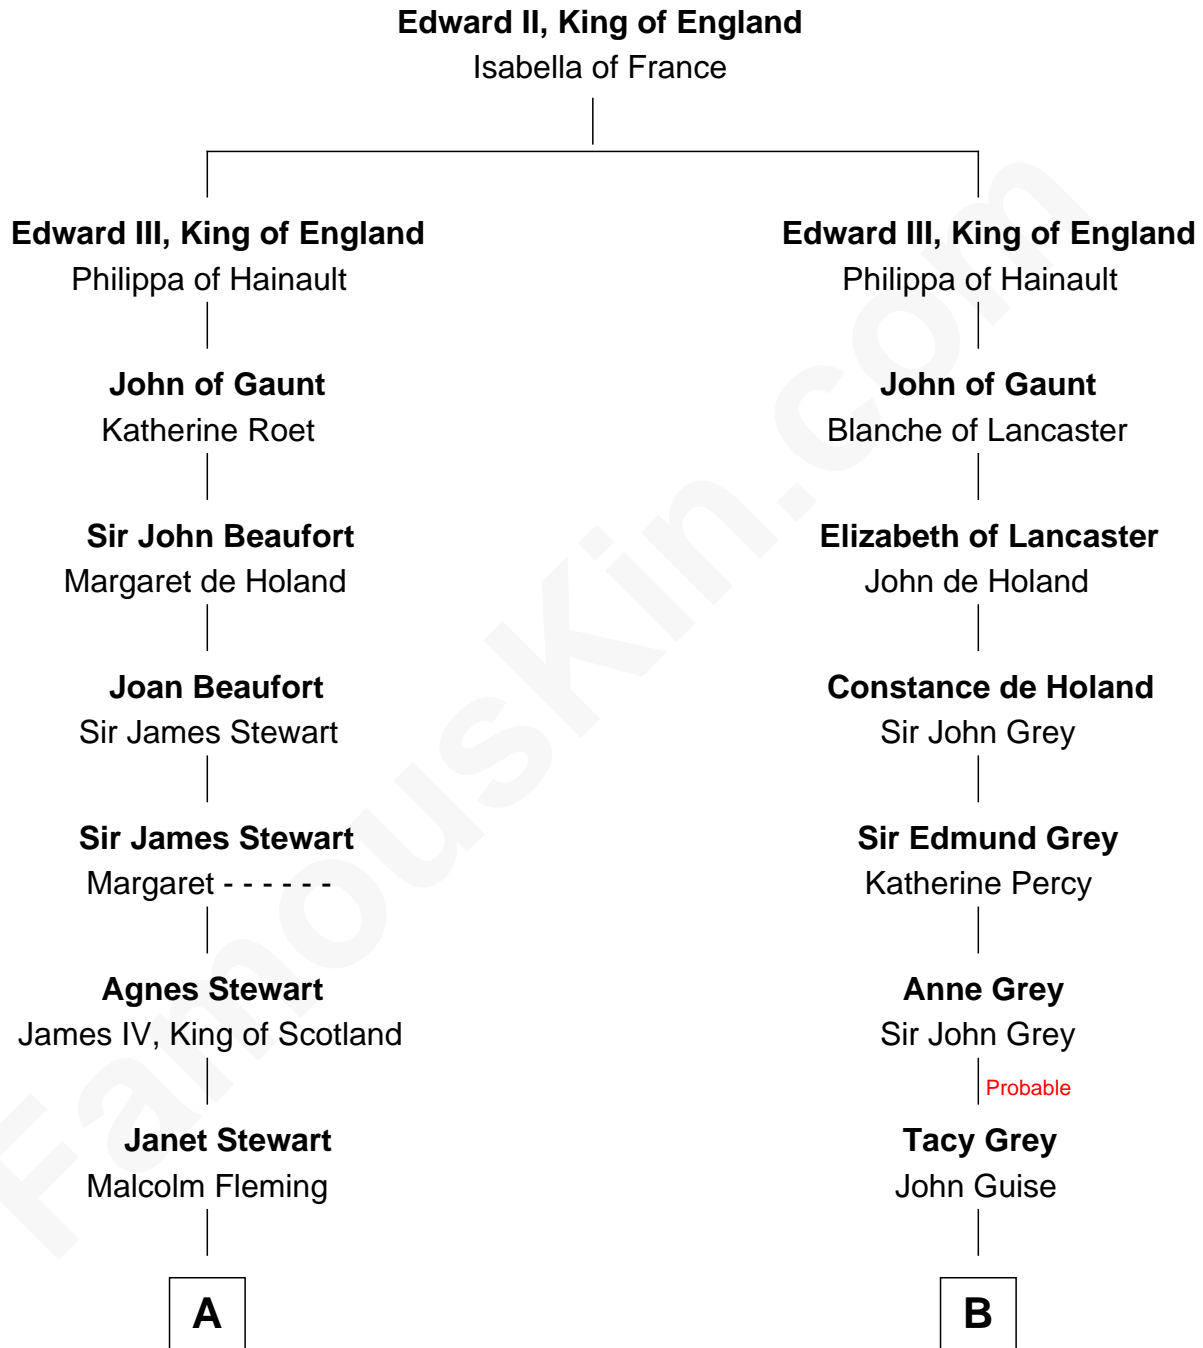 Edward II, King of England
Isabella of France
Edward III, King of England
Philippa of Hainault
Edward III, King of England
Philippa of Hainault
John of Gaunt
Katherine Roet
John of Gaunt
Blanche of Lancaster
Sir John Beaufort
Margaret de Holand
Elizabeth of Lancaster
John de Holand
Joan Beaufort
Sir James Stewart
Constance de Holand
Sir John Grey
Sir James Stewart
Margaret - - - - - -
Sir Edmund Grey
Katherine Percy
Agnes Stewart
James IV, King of Scotland
Anne Grey
Sir John Grey
Probable
Janet Stewart
Malcolm Fleming
Tacy Grey
John Guise
A
B
FamousKin.com